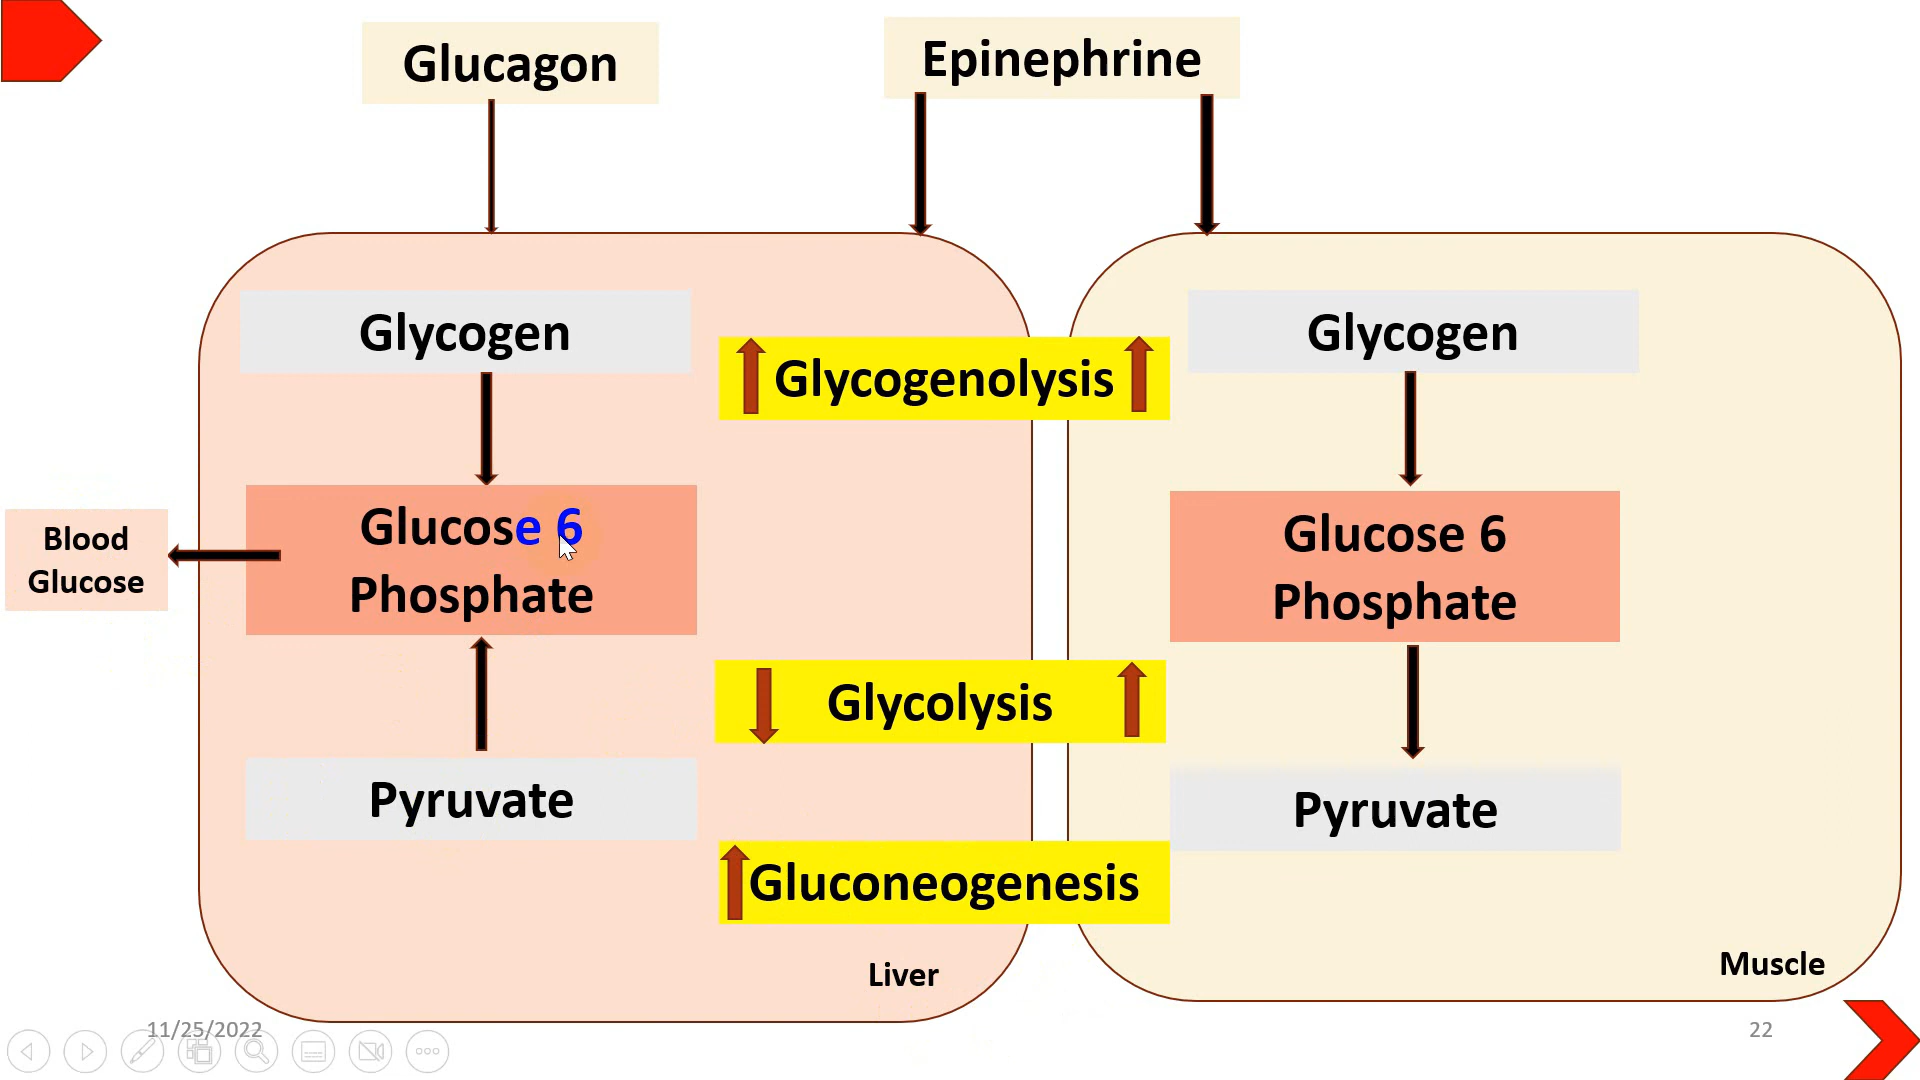 Glucagon
Epinephrine
Glycogen
Glycogenolysis
Glycogen
Glucose 6
Phosphate
Glucose 6
Phosphate
Blood
Glucose
Glycolysis
Pyruvate
Pyruvate
Gluconeogenesis
Liver
Muscle
11/25/2022
22